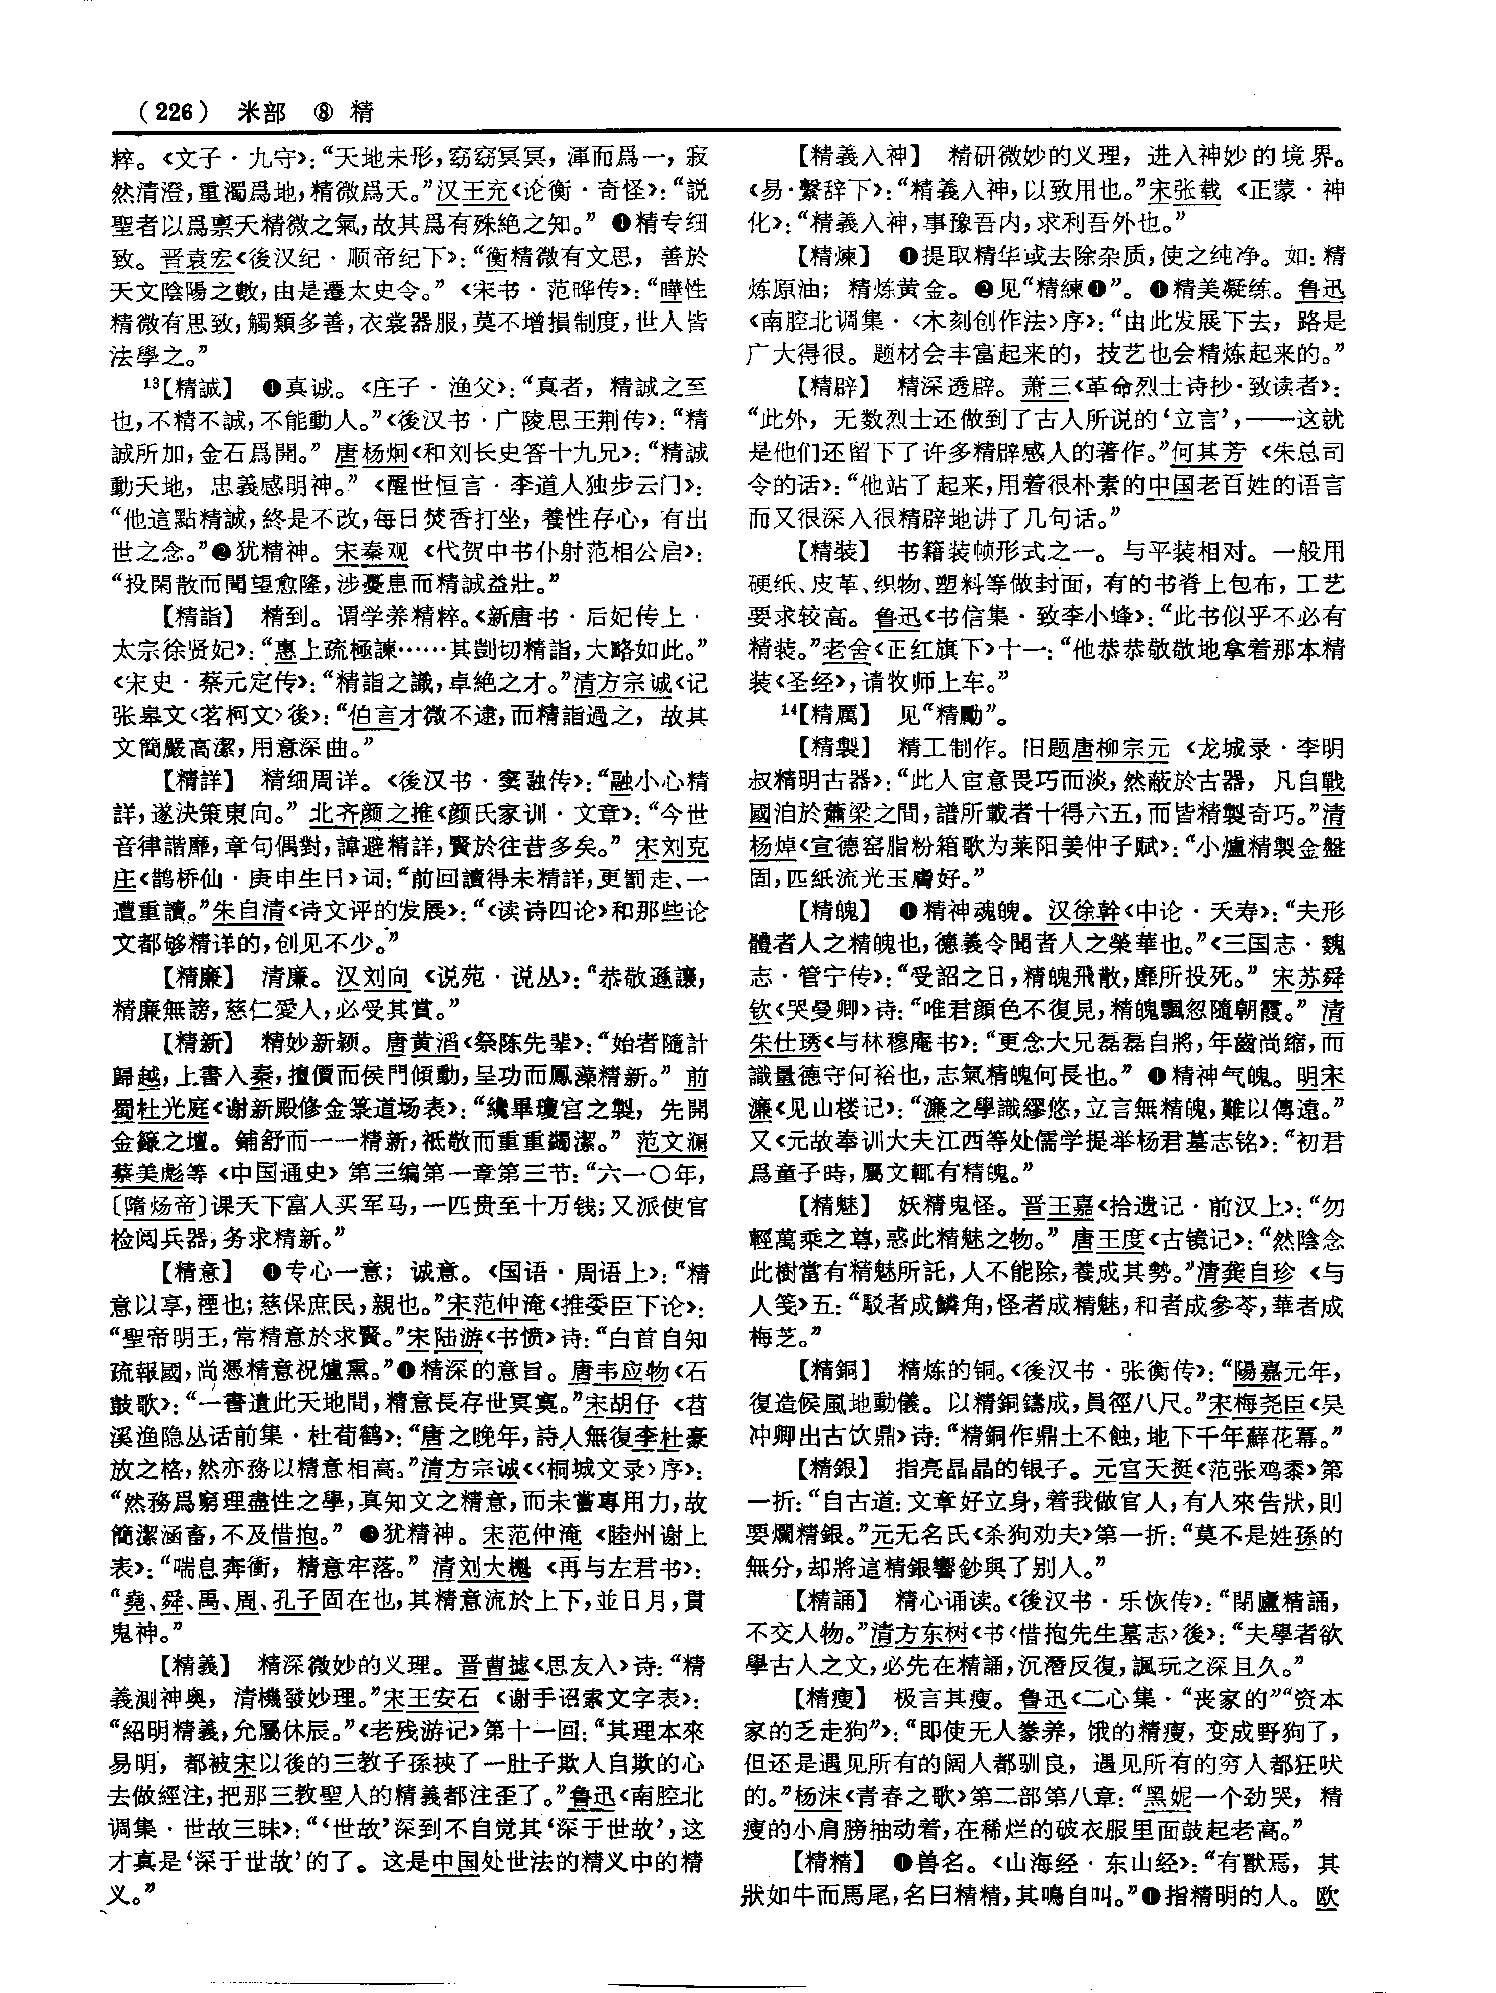 （226） 米部 ⑧ 精
粹。《文子·九守》：“天地未形，窈窈冥冥，渾而爲一，寂
然清澄，重濁爲地，精微爲天。”汉王充《论衡·奇怪》：“説
聖者以爲禀天精微之氣，故其爲有殊絶之知。” ❶精专细
致。晋袁宏《後汉纪·顺帝纪下》：“衡精微有文思，善於
天文陰陽之數，由是遷太史令。”《宋书·范晔传》：“曄性
精微有思致，觸類多善，衣裳器服，莫不增損制度，世人皆
法學之。”
13【精誠】 ❶真诚。《庄子·渔父》：“真者，精誠之至
也，不精不誠，不能動人。”《後汉书·广陵思王荆传》：“精
誠所加，金石爲開。” 唐杨炯《和刘长史答十九兄》：“精誠
動天地，忠義感明神。”《醒世恒言·李道人独步云门》：
“他這點精誠，終是不改，每日焚香打坐，養性存心，有出
世之念。”❷犹精神。宋秦观《代贺中书仆射范相公启》：
“投閑散而聞望愈隆，涉憂患而精誠益壯。”
【精詣】 精到。谓学养精粹。《新唐书·后妃传上·
太宗徐贤妃》：“惠上疏極諫……其剴切精詣，大略如此。”
《宋史·蔡元定传》：“精詣之識，卓絶之才。”清方宗诚《记
张皋文〈茗柯文〉後》：“伯言才微不逮，而精詣過之，故其
文簡嚴高潔，用意深曲。”
【精詳】 精细周详。《後汉书·窦融传》：“融小心精
詳，遂決策東向。” 北齐颜之推《颜氏家训·文章》：“今世
音律諧靡，章句偶對，諱避精詳，賢於往昔多矣。” 宋刘克
庄《鹊桥仙·庚申生日》词：“前回讀得未精詳，更罰走、一
遭重讀。”朱自清《诗文评的发展》：“《读诗四论》和那些论
文都够精详的，创见不少。”
【精廉】 清廉。汉刘向《说苑·说丛》：“恭敬遜讓，
精廉無謗，慈仁愛人，必受其賞。”
【精新】 精妙新颖。唐黄滔《祭陈先辈》：“始者隨計
歸越，上書入秦，擅價而侯門傾動，呈功而鳳藻精新。” 前
蜀杜光庭《谢新殿修金箓道场表》：“纔畢瓊宫之製，先開
金籙之壇。鋪舒而一一精新，祗敬而重重蠲潔。” 范文澜
蔡美彪等《中国通史》第三编第一章第三节：“六一〇年，
〔隋炀帝〕课天下富人买军马，一匹贵至十万钱；又派使官
检阅兵器，务求精新。”
【精意】 ❶专心一意；诚意。《国语·周语上》：“精
意以享，禋也；慈保庶民，親也。”宋范仲淹《推委臣下论》：
“聖帝明王，常精意於求賢。”宋陆游《书愤》诗：“白首自知
疏報國，尚憑精意祝爐熏。”❶精深的意旨。唐韦应物《石
鼓歌》：“一書遺此天地間，精意長存世冥寞。”宋胡仔《苕
溪渔隐丛话前集·杜荀鹤》：“唐之晚年，詩人無復李杜豪
放之格，然亦務以精意相高。”清方宗诚《〈桐城文录〉序》：
“然務爲窮理盡性之學，真知文之精意，而未嘗專用力，故
簡潔涵畜，不及惜抱。” ❸犹精神。宋范仲淹《睦州谢上
表》：“喘息奔衝，精意牢落。” 清刘大櫆《再与左君书》：
“堯、舜、禹、周、孔子固在也，其精意流於上下，並日月，貫
鬼神。”
【精義】 精深微妙的义理。晋曹摅《思友人》诗：“精
義測神奥，清機發妙理。”宋王安石《谢手诏索文字表》：
“紹明精義，允屬休辰。”《老残游记》第十一回：“其理本來
易明，都被宋以後的三教子孫挾了一肚子欺人自欺的心
去做經注，把那三教聖人的精義都注歪了。”鲁迅《南腔北
调集·世故三昧》：“‘世故’深到不自觉其‘深于世故’，这
才真是‘深于世故’的了。这是中国处世法的精义中的精
义。”
【精義入神】 精研微妙的义理，进入神妙的境界。
《易·繫辞下》：“精義入神，以致用也。”宋张载《正蒙·神
化》：“精義入神，事豫吾内，求利吾外也。”
【精煉】 ❶提取精华或去除杂质，使之纯净。如：精
炼原油；精炼黄金。❷见“精練❶”。❶精美凝练。鲁迅
《南腔北调集·〈木刻创作法〉序》：“由此发展下去，路是
广大得很。题材会丰富起来的，技艺也会精炼起来的。”
【精辟】 精深透辟。萧三《革命烈士诗抄·致读者》：
“此外，无数烈士还做到了古人所说的‘立言’，——这就
是他们还留下了许多精辟感人的著作。”何其芳《朱总司
令的话》：“他站了起来，用着很朴素的中国老百姓的语言
而又很深入很精辟地讲了几句话。”
【精裝】 书籍装帧形式之一。与平装相对。一般用
硬纸、皮革、织物、塑料等做封面，有的书脊上包布，工艺
要求较高。鲁迅《书信集·致李小峰》：“此书似乎不必有
精装。”老舍《正红旗下》十一：“他恭恭敬敬地拿着那本精
装《圣经》，请牧师上车。”
14【精厲】 见“精勵”。
【精製】 精工制作。旧题唐柳宗元《龙城录·李明
叔精明古器》：“此人宦意畏巧而淡，然蔽於古器，凡自戰
國洎於蕭梁之間，譜所載者十得六五，而皆精製奇巧。”清
杨焯《宣德窑脂粉箱歌为莱阳姜仲子赋》：“小爐精製金盤
固，匹紙流光玉膚好。”
【精魄】 ❶精神魂魄。汉徐幹《中论·夭寿》：“夫形
體者人之精魄也，德義令聞者人之榮華也。”《三国志·魏
志·管宁传》：“受詔之日，精魄飛散，靡所投死。” 宋苏舜
钦《哭曼卿》诗：“唯君顔色不復見，精魄飄忽隨朝霞。” 清
朱仕琇《与林穆庵书》：“更念大兄磊磊自將，年齒尚缩，而
識量德守何裕也，志氣精魄何長也。” ❶精神气魄。明宋
濂《见山楼记》：“濂之學識繆悠，立言無精魄，難以傳遠。”
又《元故奉训大夫江西等处儒学提举杨君墓志铭》：“初君
爲童子時，屬文輒有精魄。”
【精魅】 妖精鬼怪。晋王嘉《拾遗记·前汉上》：“勿
輕萬乘之尊，惑此精魅之物。” 唐王度《古镜记》：“然陰念
此樹當有精魅所託，人不能除，養成其勢。”清龚自珍《与
人笺》五：“駁者成鱗角，怪者成精魅，和者成參苓，華者成
梅芝。”
【精銅】 精炼的铜。《後汉书·张衡传》：“陽嘉元年，
復造候風地動儀。以精銅鑄成，員徑八尺。”宋梅尧臣《吴
冲卿出古饮鼎》诗：“精銅作鼎土不蝕，地下千年蘚花冪。”
【精銀】 指亮晶晶的银子。元宫天挺《范张鸡黍》第
一折：“自古道：文章好立身，着我做官人，有人來告狀，則
要爛精銀。”元无名氏《杀狗劝夫》第一折：“莫不是姓孫的
無分，却將這精銀響鈔與了别人。”
【精誦】 精心诵读。《後汉书·乐恢传》：“閉廬精誦，
不交人物。”清方东树《书〈惜抱先生墓志〉後》：“夫學者欲
學古人之文，必先在精誦，沉潛反復，諷玩之深且久。”
【精瘦】 极言其瘦。鲁迅《二心集·“丧家的”“资本
家的乏走狗”》：“即使无人豢养，饿的精瘦，变成野狗了，
但还是遇见所有的阔人都驯良，遇见所有的穷人都狂吠
的。”杨沫《青春之歌》第二部第八章：“黑妮一个劲哭，精
瘦的小肩膀抽动着，在稀烂的破衣服里面鼓起老高。”
【精精】 ❶兽名。《山海经·东山经》：“有獸焉，其
狀如牛而馬尾，名曰精精，其鳴自叫。”❶指精明的人。欧